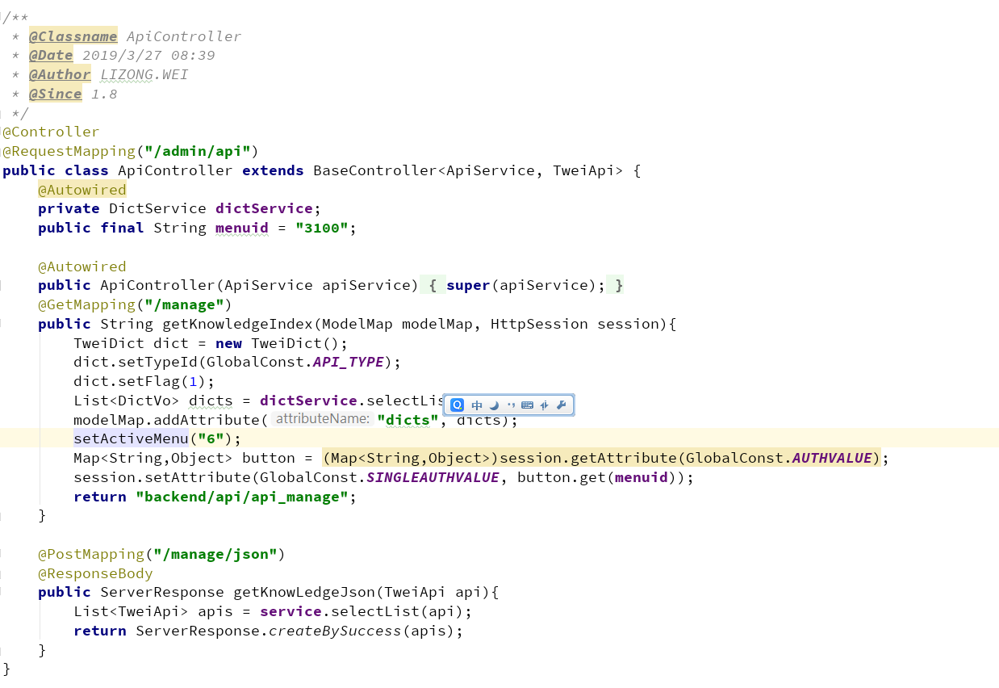 /**
 * @Classname ApiController
 * @Date 2019/3/27 08:39
 * @Author LIZONG.WEI
 * @Since 1.8
 */
@Controller
@RequestMapping("/admin/api")
public class ApiController extends BaseController<ApiService, TweiApi> {
    @Autowired
    private DictService dictService;
    public final String menuid = "3100";

    @Autowired
    public ApiController(ApiService apiService) { super(apiService); }
    @GetMapping("/manage")
    public String getKnowledgeIndex(ModelMap modelMap, HttpSession session){
        TweiDict dict = new TweiDict();
        dict.setTypeId(GlobalConst.API_TYPE);
        dict.setFlag(1);
        List<DictVo> dicts = dictService.selectLis
中
        modelMap.addAttribute( attributeName: "dicts", dicts);
        setActiveMenu("6");
        Map<String,Object> button = (Map<String,Object>)session.getAttribute(GlobalConst.AUTHVALUE);
        session.setAttribute(GlobalConst.SINGLEAUTHVALUE, button.get(menuid));
        return "backend/api/api_manage";
    }

    @PostMapping("/manage/json")
    @ResponseBody
    public ServerResponse getKnowLedgeJson(TweiApi api){
        List<TweiApi> apis = service.selectList(api);
        return ServerResponse.createBySuccess(apis);
    }
}